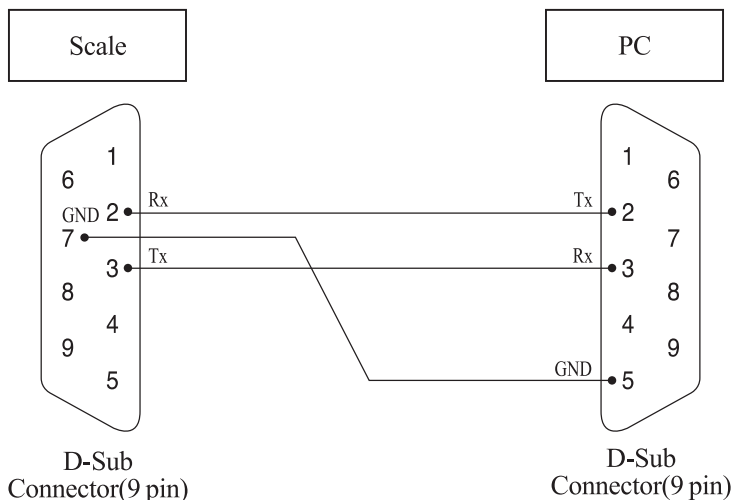 Scale
PC
1
6
2
Rx
GND
7
3
Tx
8
4
9
5
1
6
Tx
2
7
Rx
3
8
4
9
GND
5
D-Sub
Connector(9 pin)
D-Sub
Connector(9 pin)